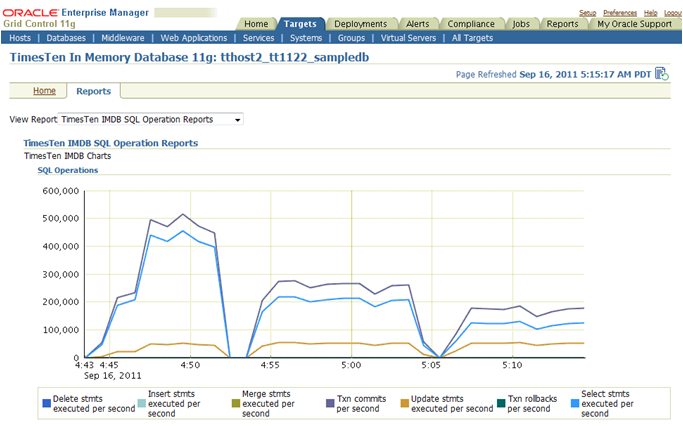 ORACLE Enterprise Manager
Grid Control 11g
Setup Preferences Help Logout
Home Targets Deployments Alerts Compliance Jobs Reports My Oracle Support
Hosts | Databases | Middleware | Web Applications | Services | Systems | Groups | Virtual Servers | All Targets
TimesTen In Memory Database 11g: tthost2_tt1122_sampledb
Page Refreshed Sep 16, 2011 5:15:17 AM PDT
Home Reports
View Report TimesTen IMDB SQL Operation Reports
TimesTen IMDB SQL Operation Reports
TimesTen IMDB Charts
SQL Operations
600,000
500,000
400,000
300,000
200,000
100,000
0
4:43 4:45 4:50 4:55 5:00 5:05 5:10
Sep 16, 2011
Delete stmts executed per second
Insert stmts executed per second
Merge stmts executed per second
Txn commits per second
Update stmts executed per second
Txn rollbacks per second
Select stmts executed per second